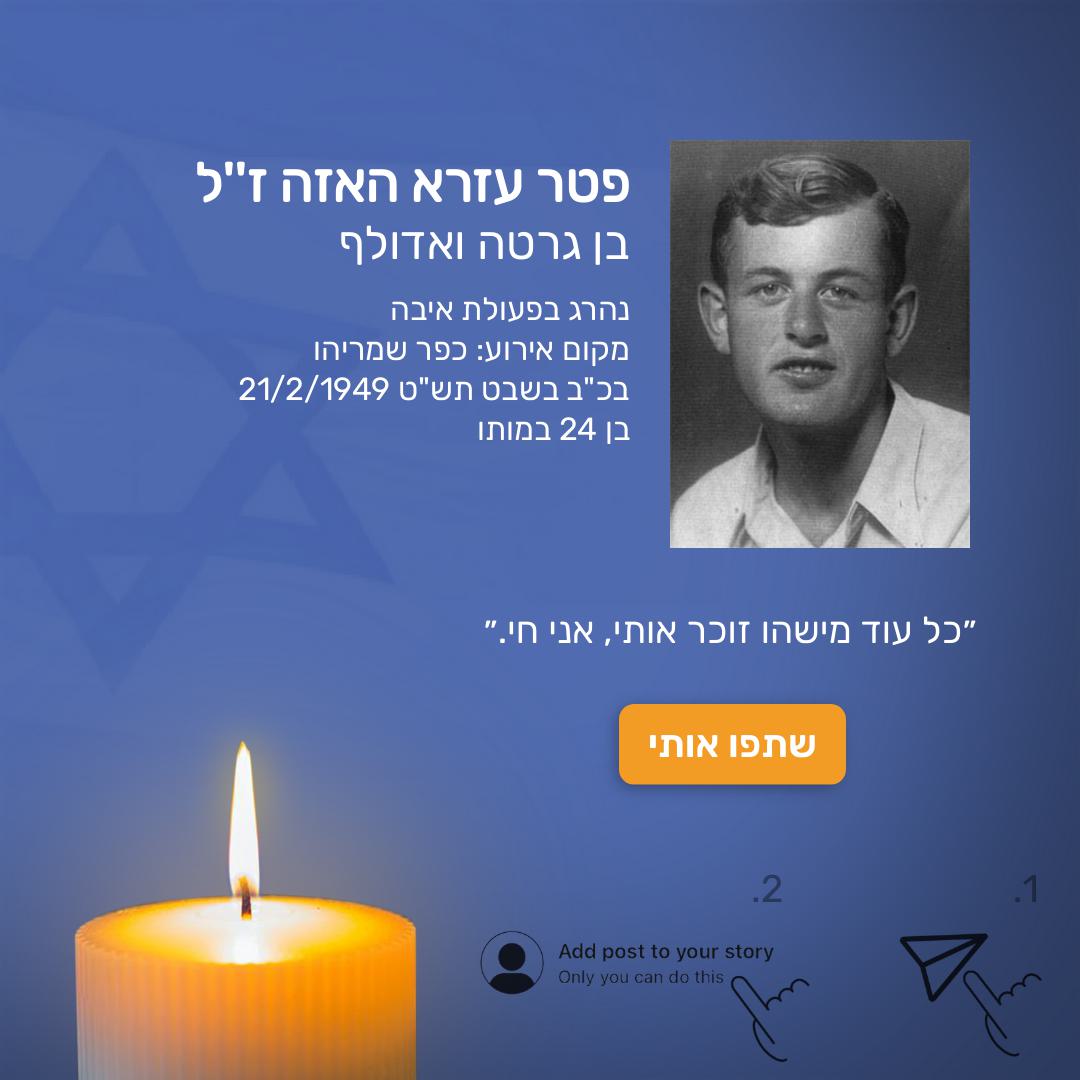 פטר עזרא האזה ז"ל
בן גרטה ואדולף
נהרג בפעולת איבה
מקום אירוע: כפר שמריהו
בכ"ב בשבט תש"ט 21/2/1949
בן 24 במותו
״כל עוד מישהו זוכר אותי, אני חי.״
שתפו אותי
1.
2.
Add post to your story
Only you can do this